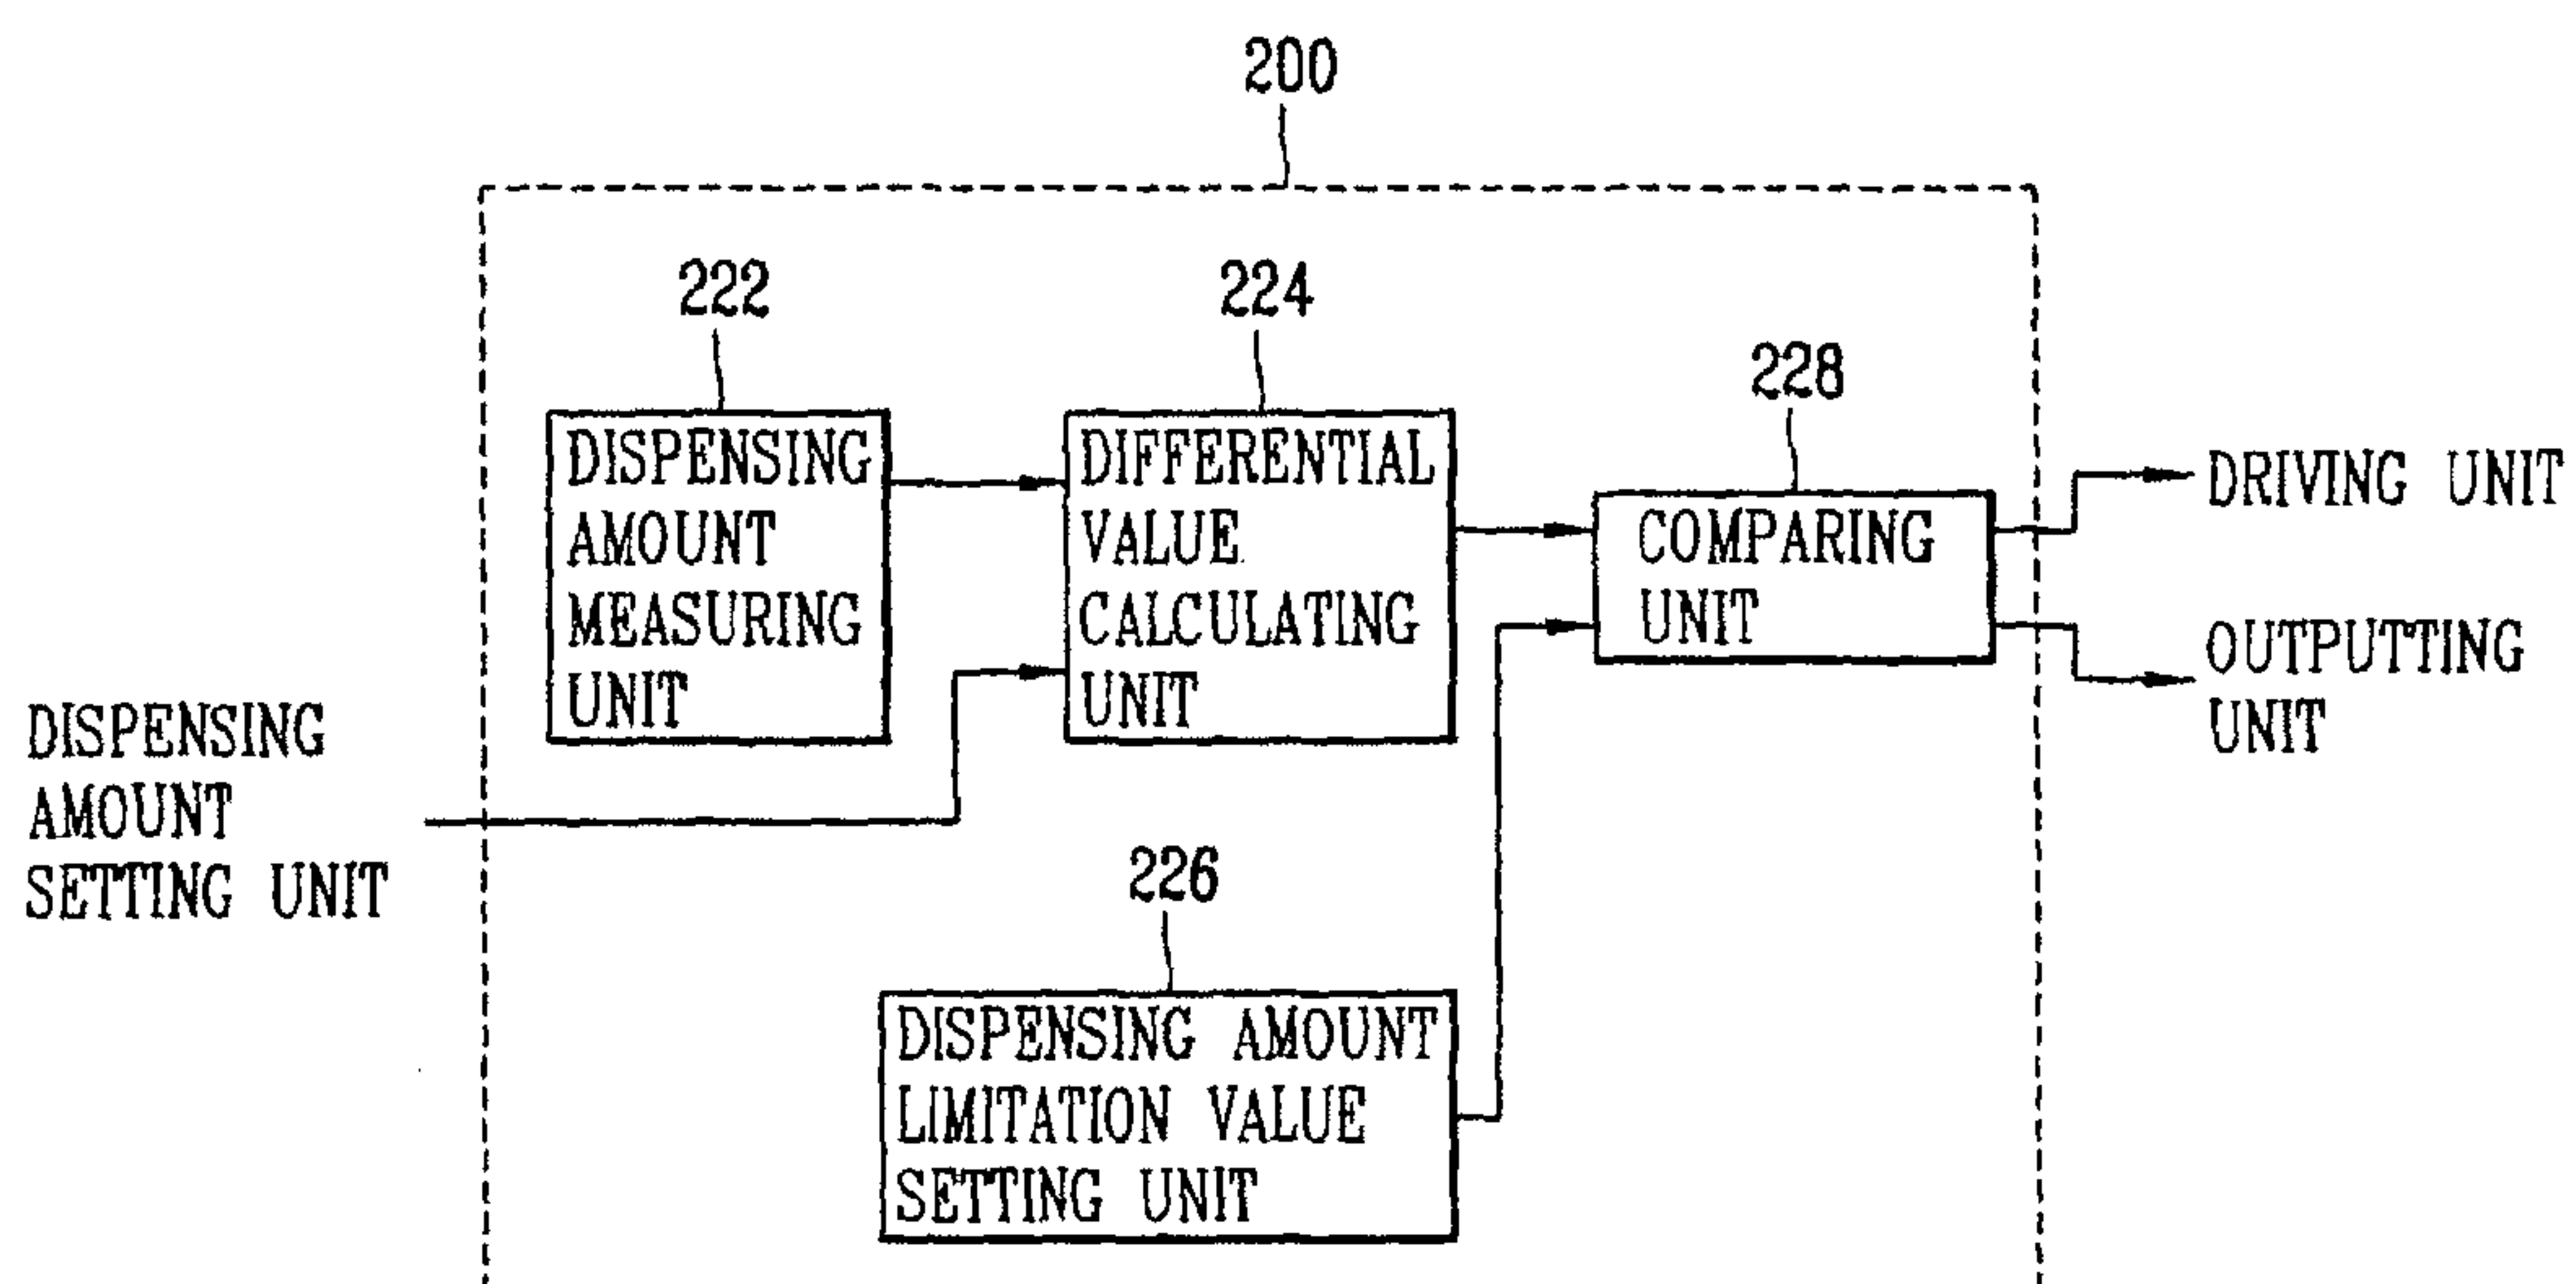 200
222
DISPENSING
AMOUNT
MEASURING
UNIT
224
DIFFERENTIAL
VALUE
CALCULATING
UNIT
228
COMPARING
UNIT
DRIVING UNIT
OUTPUTTING
UNIT
DISPENSING
AMOUNT
SETTING UNIT
226
DISPENSING AMOUNT
LIMITATION VALUE
SETTING UNIT